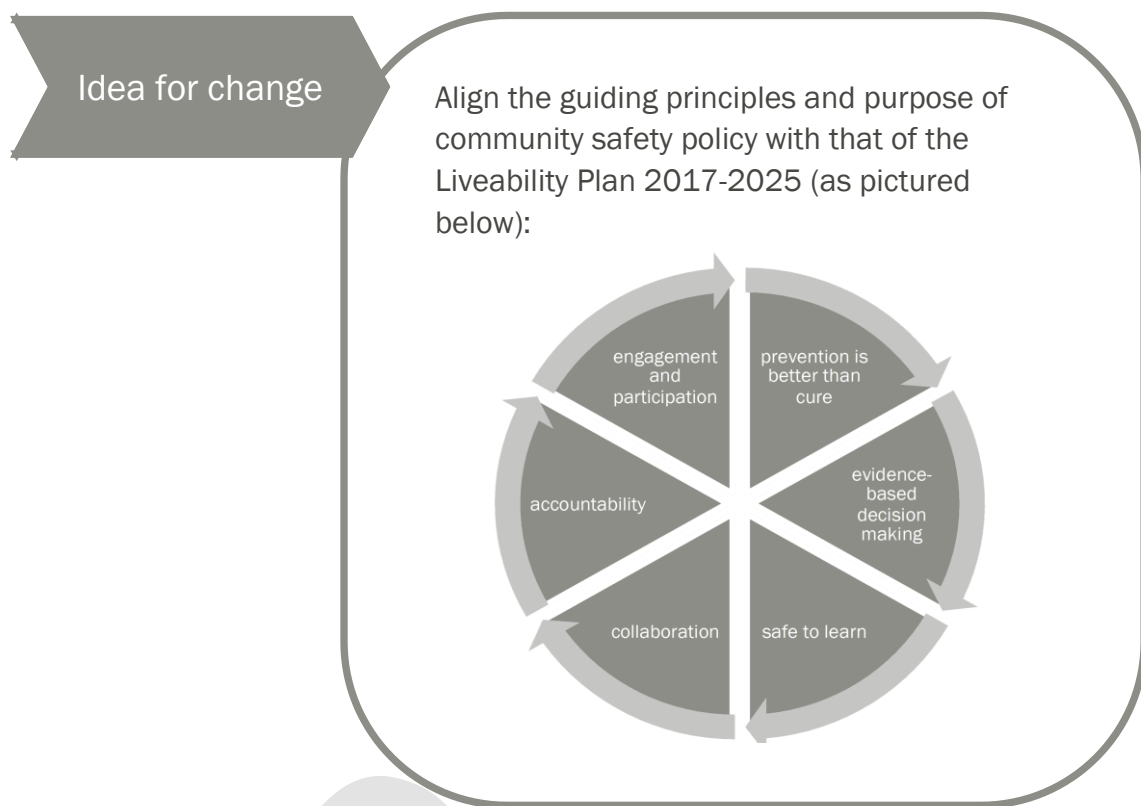 Idea for change
Align the guiding principles and purpose of
community safety policy with that of the
Liveability Plan 2017-2025 (as pictured
below):
engagement
and
participation
prevention is
better than
cure
evidence-
based
decision
making
safe to learn
collaboration
accountability